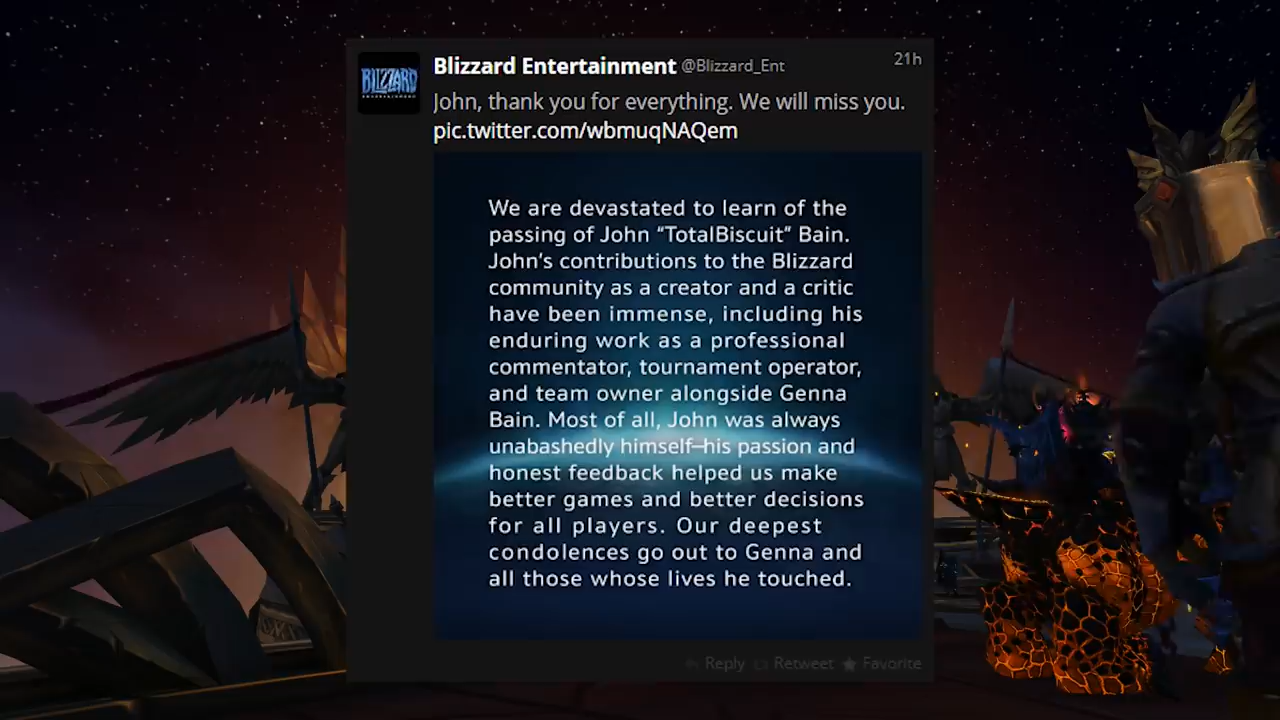 Blizzard Entertainment @Blizzard_Ent 21h
BLIZZARD
ENTERTAINMENT
John, thank you for everything. We will miss you.
pic.twitter.com/wbmuqNAQem
We are devastated to learn of the
passing of John “TotalBiscuit“ Bain.
John's contributions to the Blizzard
community as a creator and a critic
have been immense, including his
enduring work as a professional
commentator, tournament operator,
and team owner alongside Genna
Bain. Most of all, John was always
unabashedly himself—his passion and
honest feedback helped us make
better games and better decisions
for all players. Our deepest
condolences go out to Genna and
all those whose lives he touched.
Reply Retweet Favorite